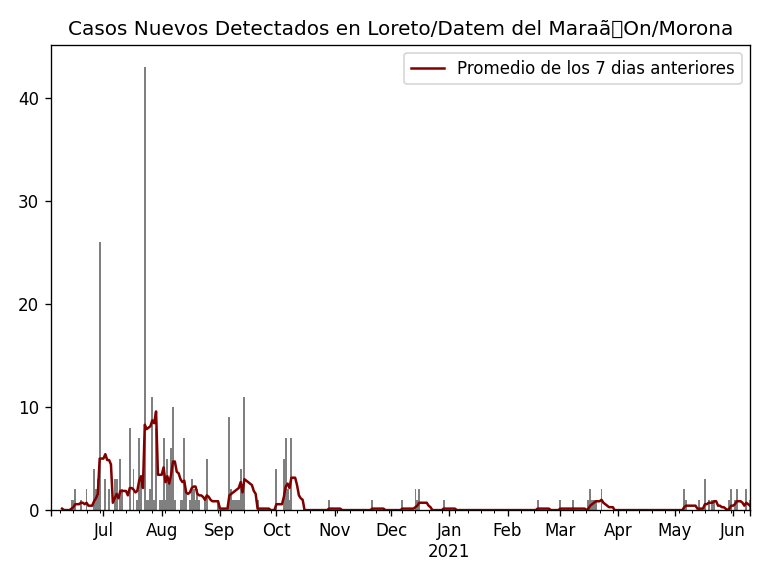 Casos Nuevos Detectados en Loreto/Datem del Maraã▯On/Morona
Promedio de los 7 dias anteriores
40
30
20
10
0
Jul Aug Sep Oct Nov Dec Jan Feb Mar Apr May Jun
2021